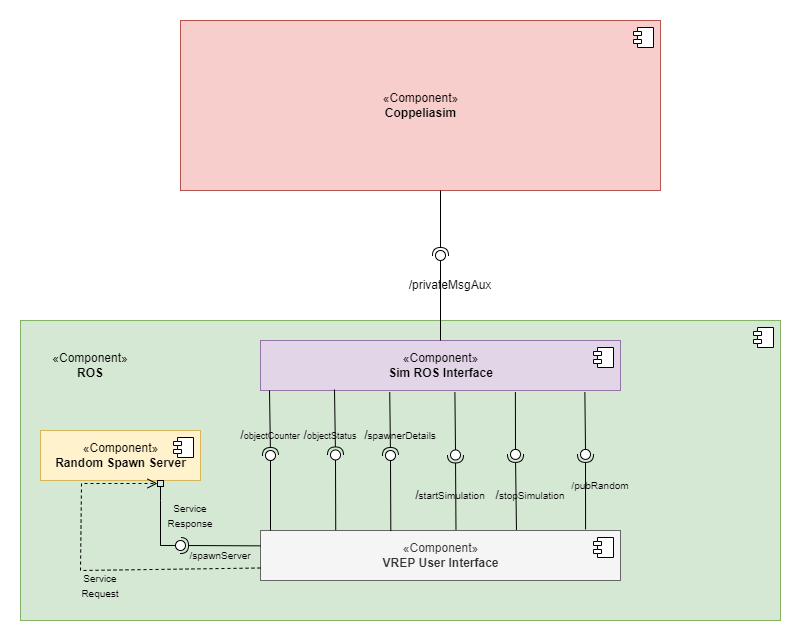 «Component»
Coppeliasim
/privateMsgAux
«Component»
ROS
«Component»
Sim ROS Interface
/objectCounter
/objectStatus
/spawnerDetails
«Component»
Random Spawn Server
/startSimulation
/stopSimulation
/pubRandom
Service
Response
/spawnServer
«Component»
VREP User Interface
Service
Request